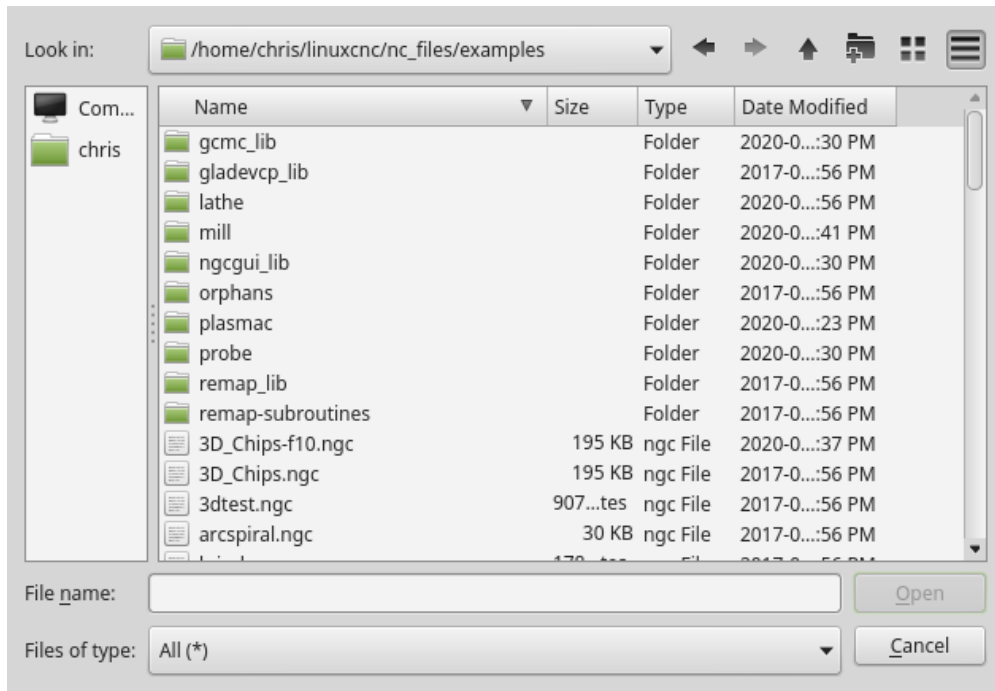 Look in: /home/chris/linuxcnc/nc_files/examples
Com...
chris
Name Size Type Date Modified
gcmc_lib Folder 2020-0...:30 PM
gladevcp_lib Folder 2017-0...:56 PM
lathe Folder 2020-0...:56 PM
mill Folder 2020-0...:41 PM
ngcgui_lib Folder 2020-0...:30 PM
orphans Folder 2017-0...:56 PM
plasmac Folder 2020-0...:23 PM
probe Folder 2020-0...:30 PM
remap_lib Folder 2017-0...:56 PM
remap-subroutines Folder 2017-0...:56 PM
3D_Chips-f10.ngc 195 KB ngc File 2020-0...:37 PM
3D_Chips.ngc 195 KB ngc File 2017-0...:56 PM
3dtest.ngc 907...tes ngc File 2017-0...:56 PM
arcspiral.ngc 30 KB ngc File 2017-0...:56 PM
File name: Open
Files of type: All (*) Cancel